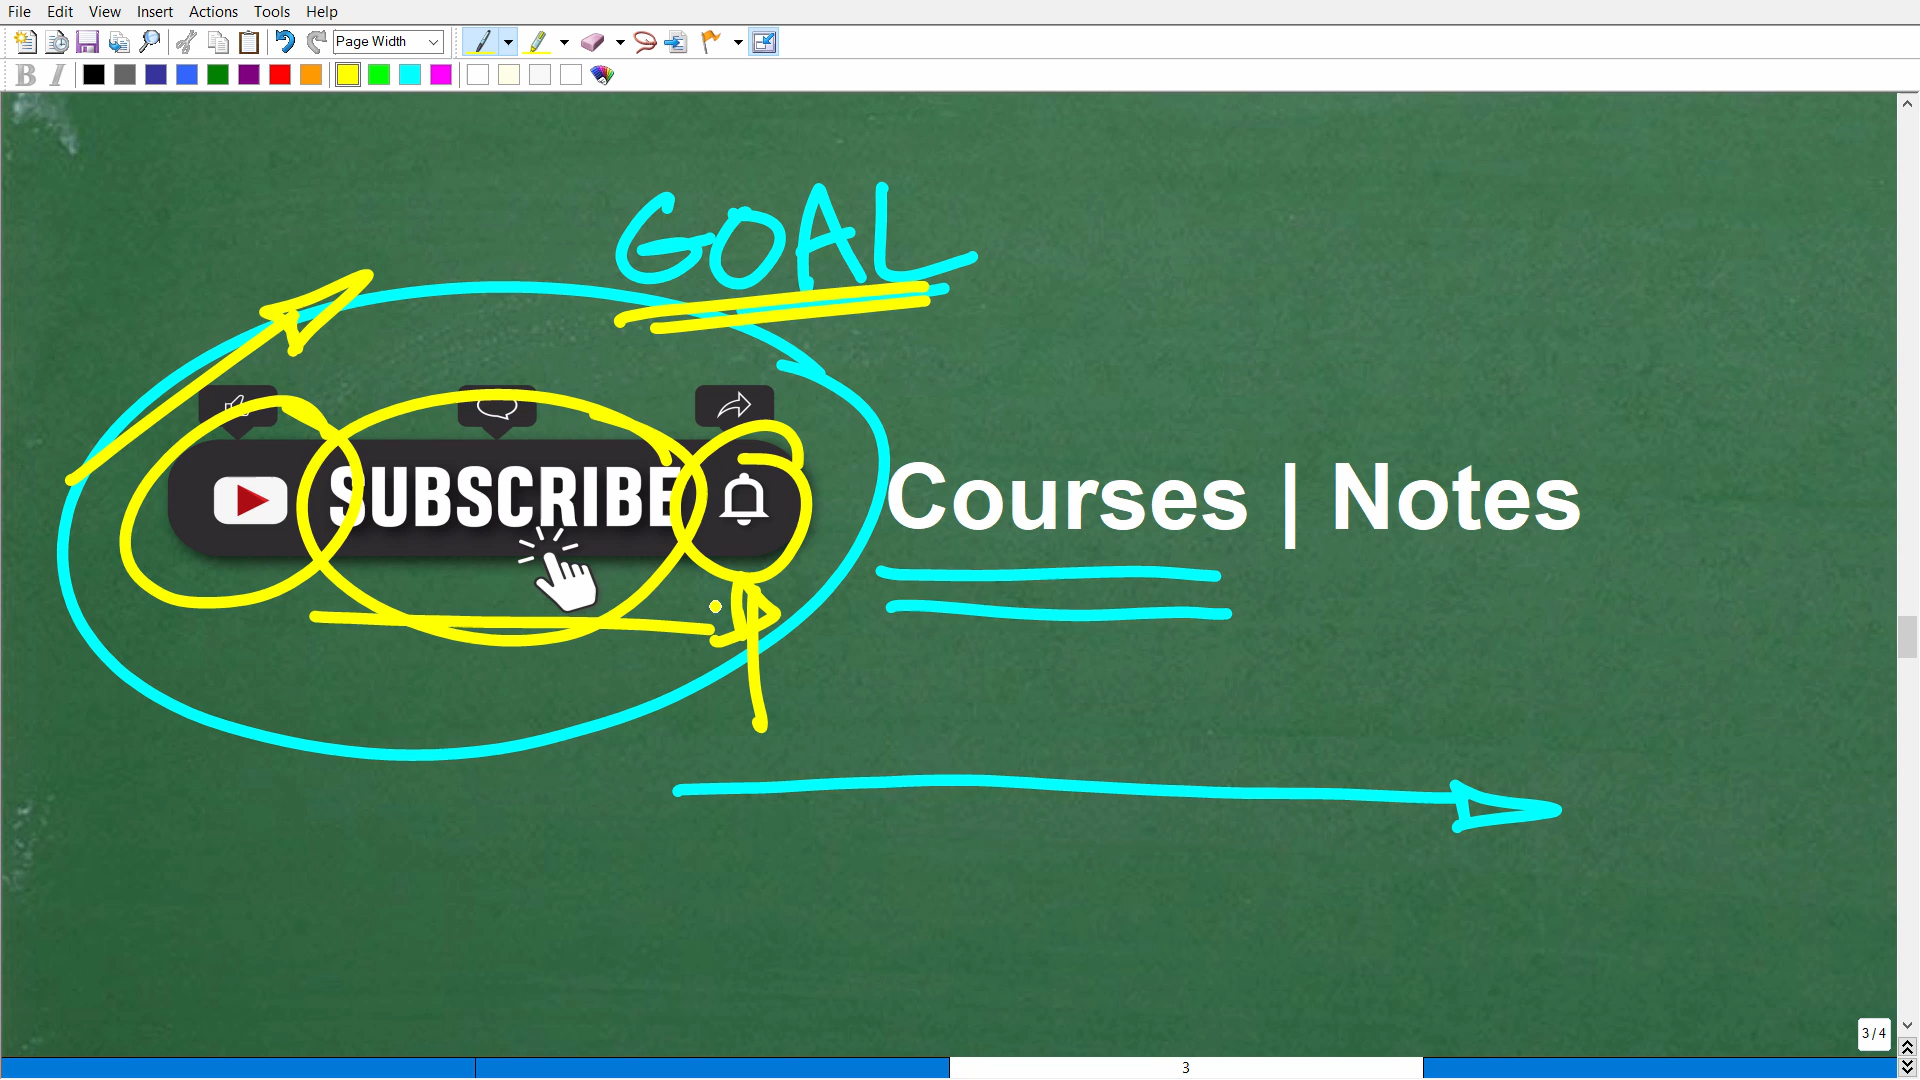 File Edit View Insert Actions Tools Help
Page Width
B I
GOAL
SUBSCRIBE
Courses | Notes
3 / 4
3